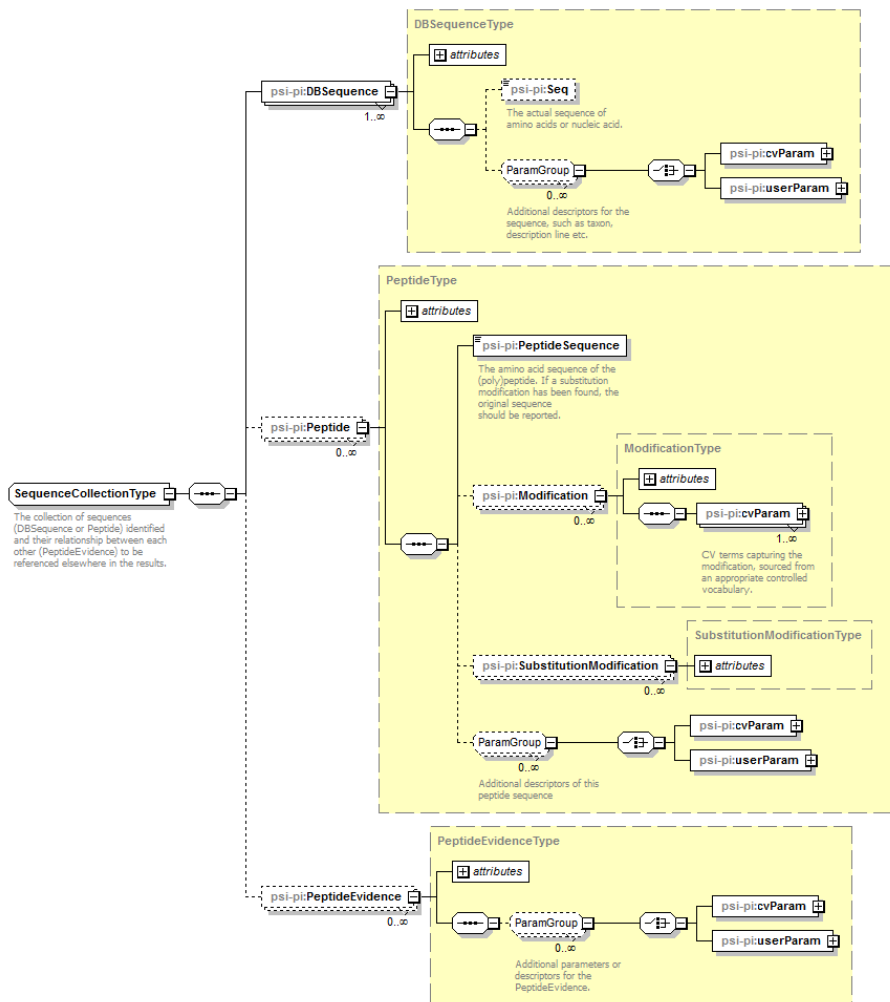 DBSequenceType
attributes
psi-pi:DBSequence
1..∞
psi-pi:Seq
The actual sequence of
amino acids or nucleic acid.
ParamGroup
0..∞
Additional descriptors for the
sequence, such as taxon,
description line etc.
psi-pi:cvParam
psi-pi:userParam
PeptideType
attributes
psi-pi:PeptideSequence
The amino acid sequence of the
(poly)peptide. If a substitution
modification has been found, the
original sequence
should be reported.
psi-pi:Peptide
0..∞
ModificationType
attributes
psi-pi:Modification
0..∞
psi-pi:cvParam
1..∞
CV terms capturing the
modification, sourced from
an appropriate controlled
vocabulary.
SequenceCollectionType
The collection of sequences
(DBSequence or Peptide) identified
and their relationship between each
other (PeptideEvidence) to be
referenced elsewhere in the results.
SubstitutionModificationType
psi-pi:SubstitutionModification
0..∞
attributes
ParamGroup
0..∞
Additional descriptors of this
peptide sequence
psi-pi:cvParam
psi-pi:userParam
PeptideEvidenceType
attributes
psi-pi:PeptideEvidence
0..∞
ParamGroup
0..∞
Additional parameters or
descriptors for the
PeptideEvidence.
psi-pi:cvParam
psi-pi:userParam